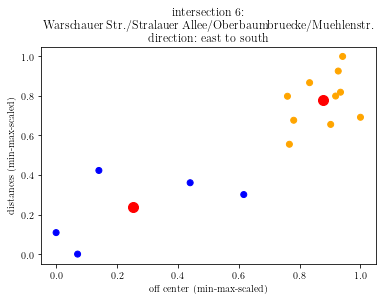 intersection 6:
Warschauer Str./Stralauer Allee/Oberbaumbruecke/Muehlenstr.
direction: east to south
1.0
0.8
0.6
0.4
0.2
0.0
distances (min-max-scaled)
0.0 0.2 0.4 0.6 0.8 1.0
off center (min-max-scaled)